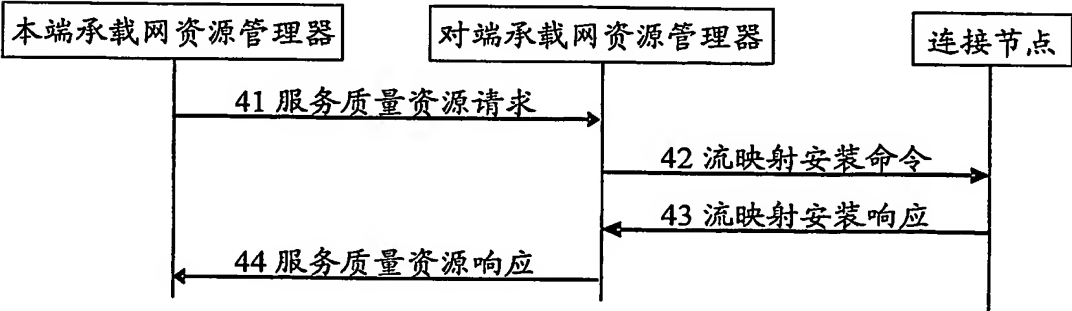 本端承载网资源管理器
对端承载网资源管理器
连接节点
41 服务质量资源请求
42 流映射安装命令
43 流映射安装响应
44 服务质量资源响应